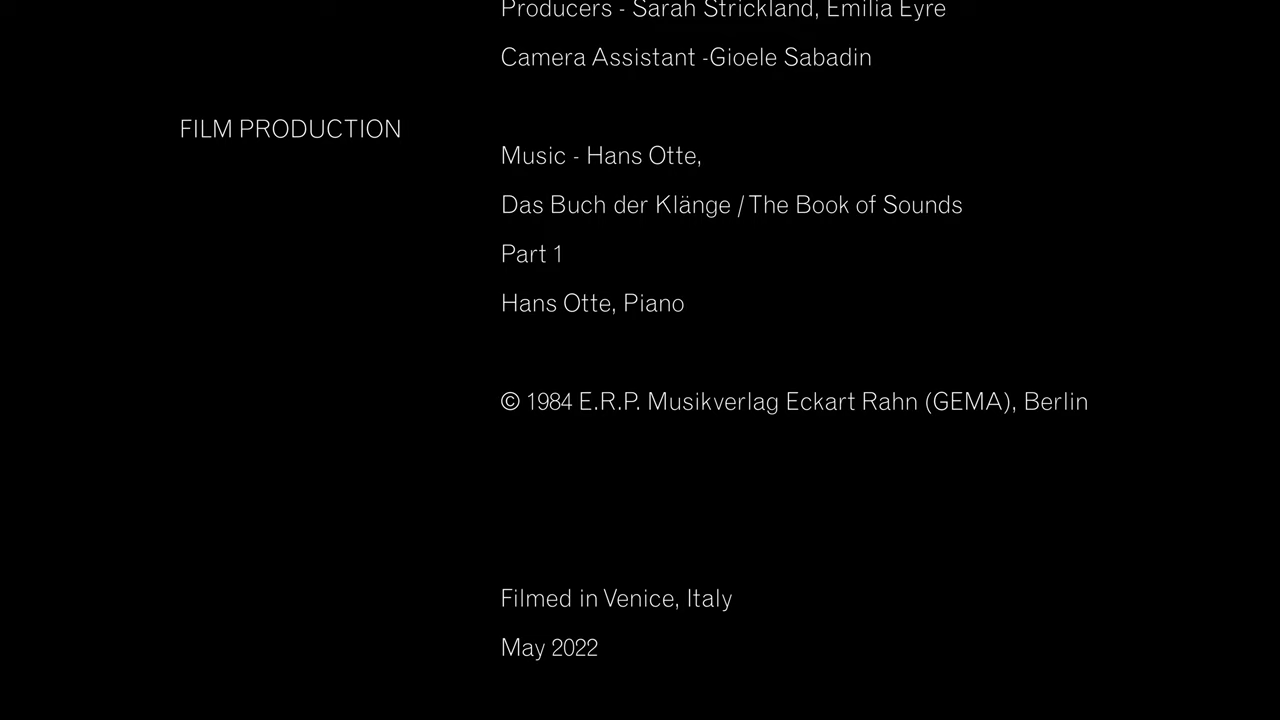 Producers - Sarah Strickland, Emilia Eyre
Camera Assistant -Gioele Sabadin
FILM PRODUCTION
Music - Hans Otte,
Das Buch der Klänge / The Book of Sounds
Part 1
Hans Otte, Piano
© 1984 E.R.P. Musikverlag Eckart Rahn (GEMA), Berlin
Filmed in Venice, Italy
May 2022